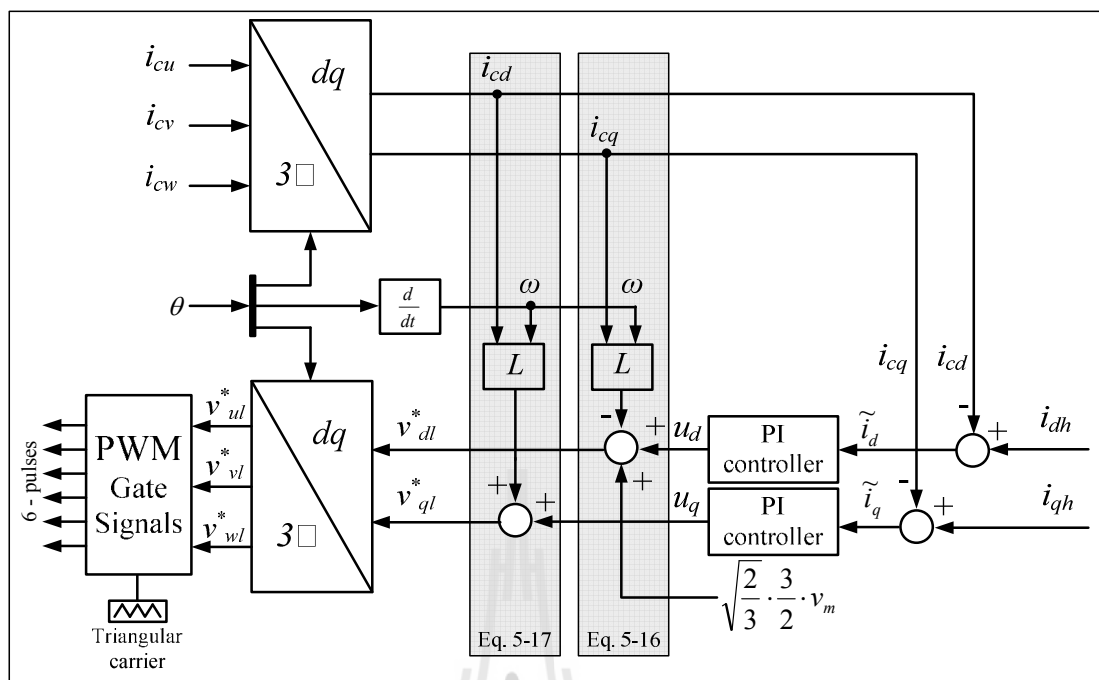 i_cu
i_cv
i_cw
dq
3□
i_cd
i_cq
θ
d/dt
ω
ω
L
L
i_cq
i_cd
i_dh
i_qh
-
+
-
+
ĩ_d
ĩ_q
PI
controller
PI
controller
u_d
u_q
-
+
+
+
+
v*_dl
v*_ql
dq
3□
v*_ul
v*_vl
v*_wl
PWM
Gate
Signals
6 - pulses
Triangular
carrier
√(2/3) · 3/2 · v_m
Eq. 5-17
Eq. 5-16